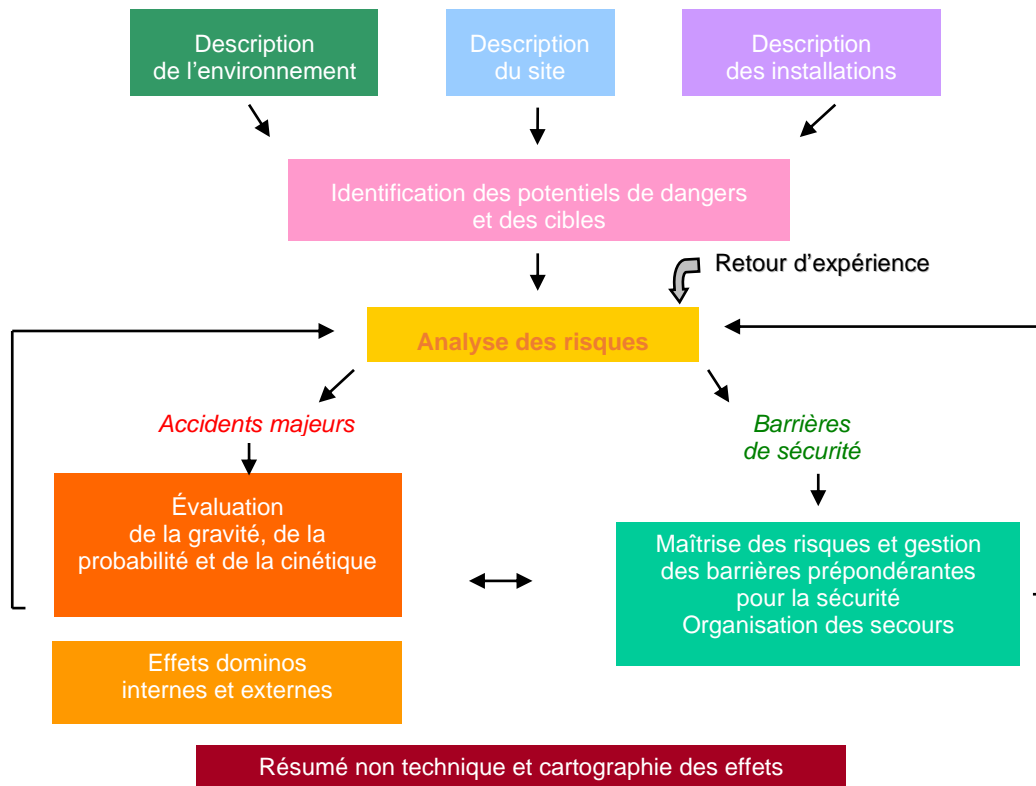 Description
de l'environnement
Description
du site
Description
des installations
Identification des potentiels de dangers
et des cibles
Retour d'expérience
Analyse des risques
Accidents majeurs
Barrières
de sécurité
Évaluation
de la gravité, de la
probabilité et de la cinétique
Maîtrise des risques et gestion
des barrières prépondérantes
pour la sécurité
Organisation des secours
Effets dominos
internes et externes
Résumé non technique et cartographie des effets